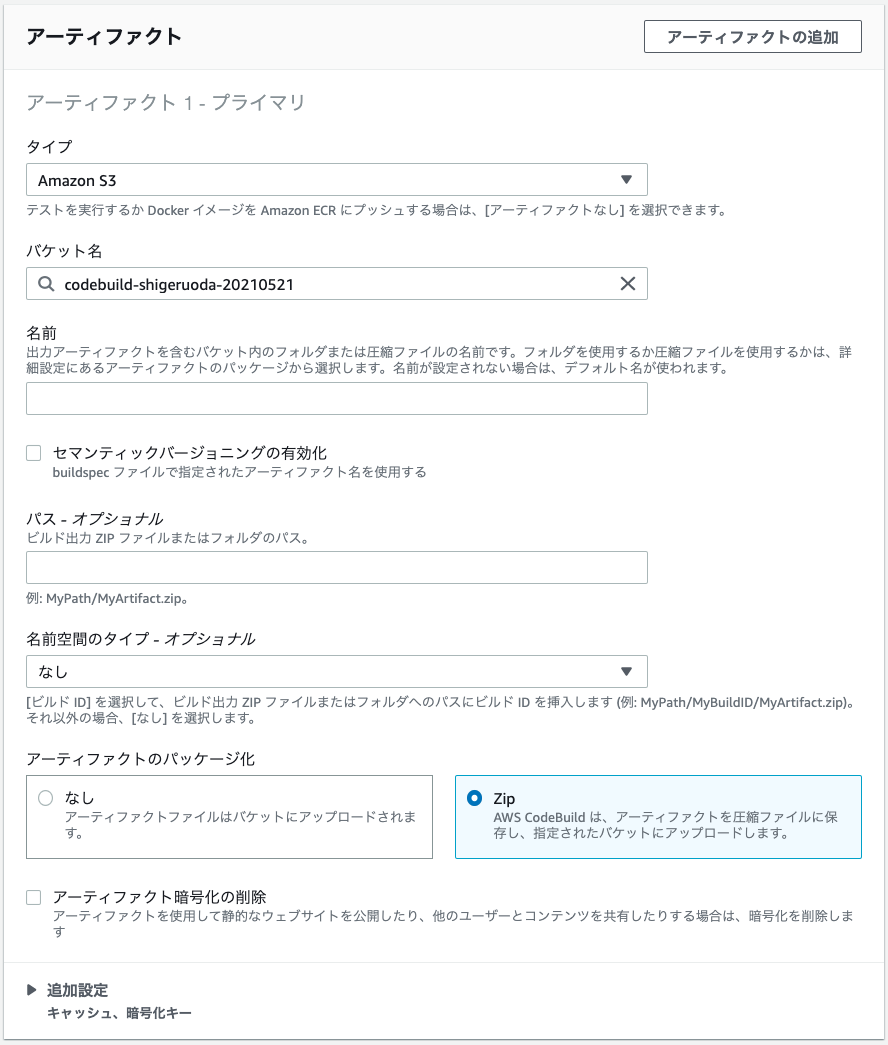 アーティファクト
アーティファクトの追加
アーティファクト 1 - プライマリ
タイプ
Amazon S3
テストを実行するか Docker イメージを Amazon ECR にプッシュする場合は、[アーティファクトなし] を選択できます。
バケット名
codebuild-shigeruoda-20210521
名前
出力アーティファクトを含むバケット内のフォルダまたは圧縮ファイルの名前です。フォルダを使用するか圧縮ファイルを使用するかは、詳
細設定にあるアーティファクトのパッケージから選択します。名前が設定されない場合は、デフォルト名が使われます。
セマンティックバージョニングの有効化
buildspec ファイルで指定されたアーティファクト名を使用する
パス - オプショナル
ビルド出力 ZIP ファイルまたはフォルダのパス。
例: MyPath/MyArtifact.zip。
名前空間のタイプ - オプショナル
なし
[ビルド ID] を選択して、ビルド出力 ZIP ファイルまたはフォルダへのパスにビルド ID を挿入します (例: MyPath/MyBuildID/MyArtifact.zip)。
それ以外の場合、[なし] を選択します。
アーティファクトのパッケージ化
なし
アーティファクトファイルはバケットにアップロードされま
す。
Zip
AWS CodeBuild は、アーティファクトを圧縮ファイルに保
存し、指定されたバケットにアップロードします。
アーティファクト暗号化の削除
アーティファクトを使用して静的なウェブサイトを公開したり、他のユーザーとコンテンツを共有したりする場合は、暗号化を削除しま
す
追加設定
キャッシュ、暗号化キー